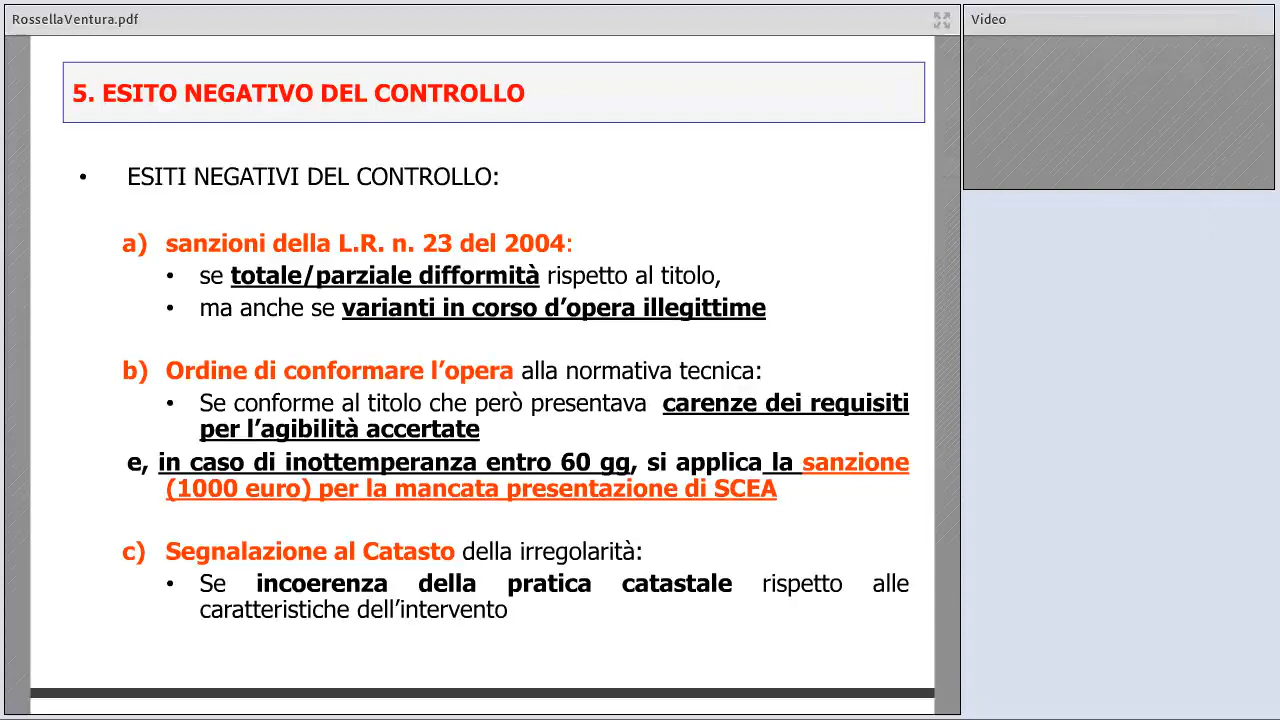 RossellaVentura.pdf
Video
5. ESITO NEGATIVO DEL CONTROLLO
• ESITI NEGATIVI DEL CONTROLLO:
a) sanzioni della L.R. n. 23 del 2004:
• se totale/parziale difformità rispetto al titolo,
• ma anche se varianti in corso d’opera illegittime
b) Ordine di conformare l’opera alla normativa tecnica:
• Se conforme al titolo che però presentava carenze dei requisiti
per l’agibilità accertate
e, in caso di inottemperanza entro 60 gg, si applica la sanzione
(1000 euro) per la mancata presentazione di SCEA
c) Segnalazione al Catasto della irregolarità:
• Se incoerenza della pratica catastale rispetto alle
caratteristiche dell’intervento